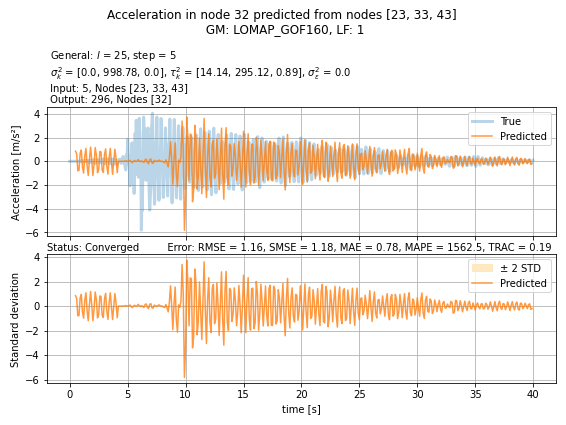 Acceleration in node 32 predicted from nodes [23, 33, 43]
GM: LOMAP_GOF160, LF: 1
General: l = 25, step = 5
σ²ₖ = [0.0, 998.78, 0.0], τ²ₖ = [14.14, 295.12, 0.89], σ²ε = 0.0
Input: 5, Nodes [23, 33, 43]
Output: 296, Nodes [32]
4
2
0
−2
−4
−6
Acceleration [m/s²]
True
Predicted
Status: Converged Error: RMSE = 1.16, SMSE = 1.18, MAE = 0.78, MAPE = 1562.5, TRAC = 0.19
4
2
0
−2
−4
−6
Standard deviation
± 2 STD
Predicted
0 5 10 15 20 25 30 35 40
time [s]